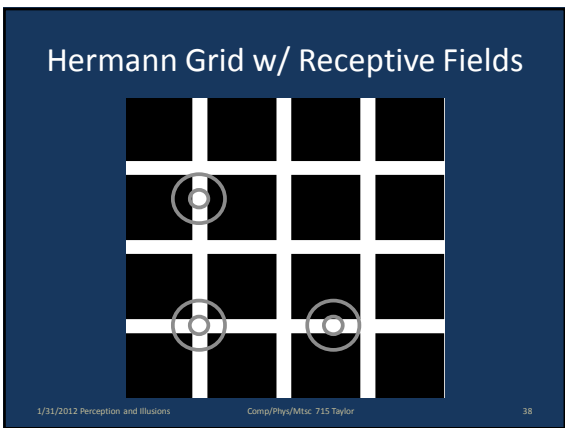 Hermann Grid w/ Receptive Fields
1/31/2012 Perception and Illusions
Comp/Phys/Mtsc 715 Taylor
38